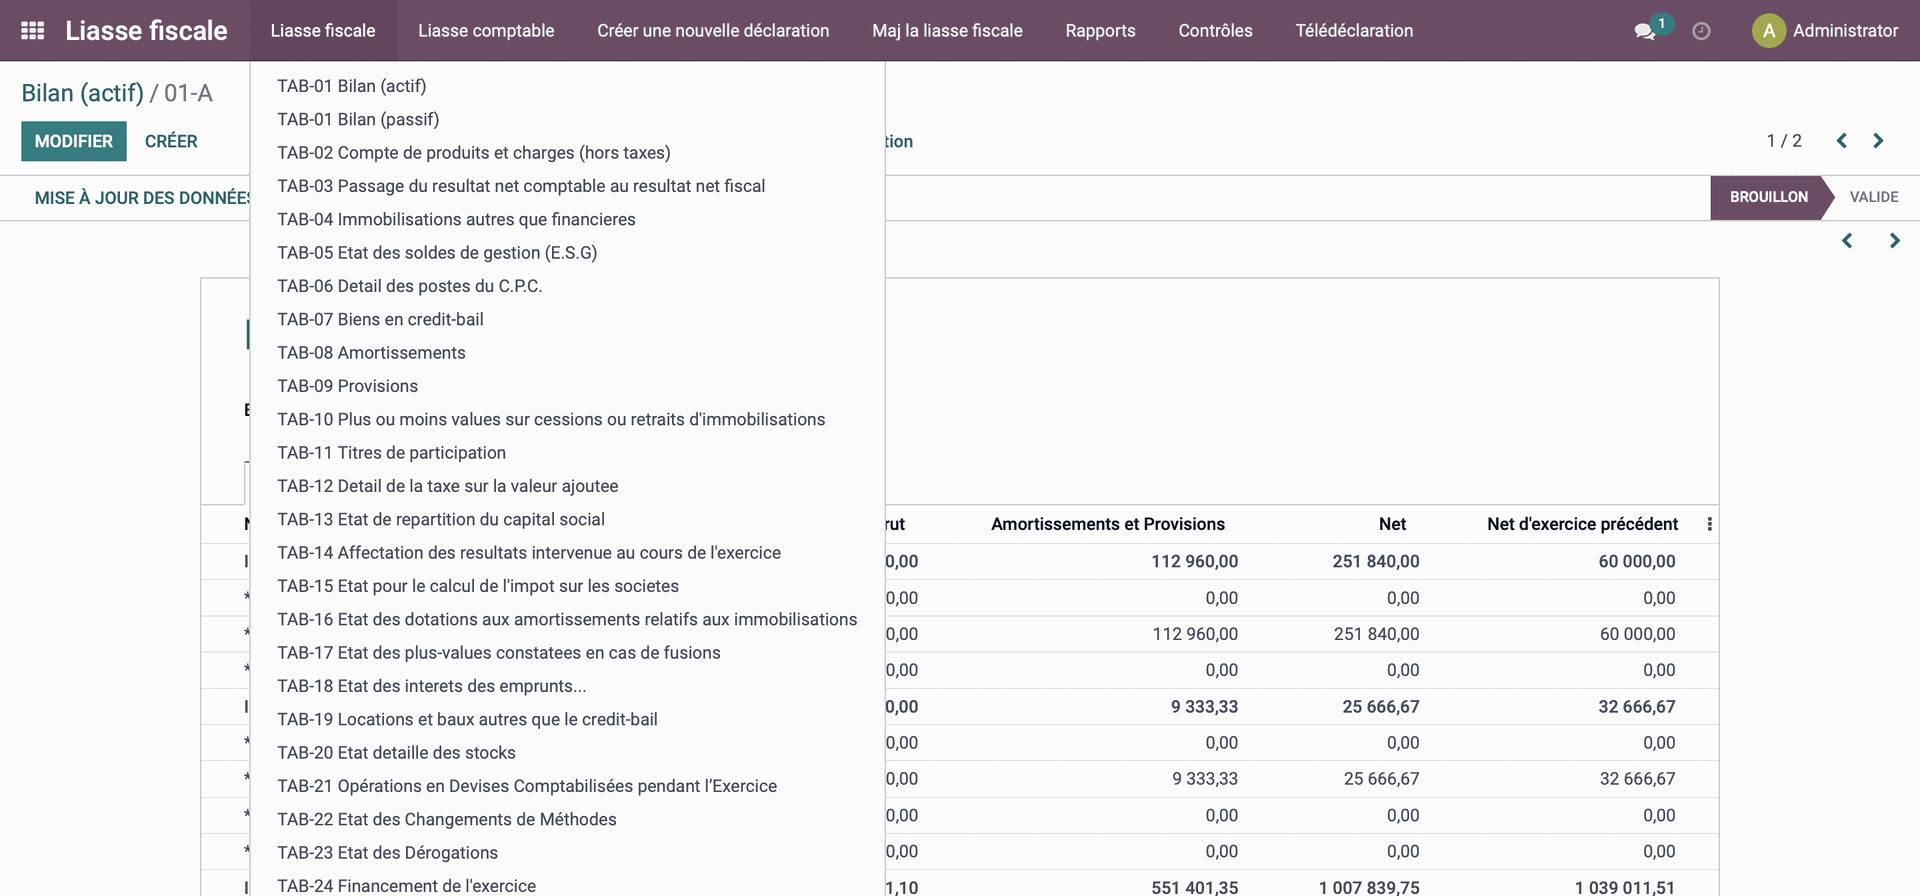 Liasse fiscale Liasse fiscale Liasse comptable Créer une nouvelle déclaration Maj la liasse fiscale Rapports Contrôles Télédéclaration 1 A Administrator
Bilan (actif) / 01-A
MODIFIER CRÉER
1 / 2
MISE À JOUR DES DONNÉES
BROUILLON VALIDE
TAB-01 Bilan (actif)
TAB-01 Bilan (passif)
TAB-02 Compte de produits et charges (hors taxes)
TAB-03 Passage du resultat net comptable au resultat net fiscal
TAB-04 Immobilisations autres que financieres
TAB-05 Etat des soldes de gestion (E.S.G)
TAB-06 Detail des postes du C.P.C.
TAB-07 Biens en credit-bail
TAB-08 Amortissements
TAB-09 Provisions
TAB-10 Plus ou moins values sur cessions ou retraits d'immobilisations
TAB-11 Titres de participation
TAB-12 Detail de la taxe sur la valeur ajoutee
TAB-13 Etat de repartition du capital social
TAB-14 Affectation des resultats intervenue au cours de l'exercice
TAB-15 Etat pour le calcul de l'impot sur les societes
TAB-16 Etat des dotations aux amortissements relatifs aux immobilisations
TAB-17 Etat des plus-values constatees en cas de fusions
TAB-18 Etat des interets des emprunts...
TAB-19 Locations et baux autres que le credit-bail
TAB-20 Etat detaille des stocks
TAB-21 Opérations en Devises Comptabilisées pendant l’Exercice
TAB-22 Etat des Changements de Méthodes
TAB-23 Etat des Dérogations
TAB-24 Financement de l'exercice
Amortissements et Provisions Net Net d'exercice précédent
0,00 112 960,00 251 840,00 60 000,00
* 0,00 0,00 0,00 0,00
* 0,00 112 960,00 251 840,00 60 000,00
* 0,00 0,00 0,00 0,00
0,00 9 333,33 25 666,67 32 666,67
* 0,00 0,00 0,00 0,00
* 0,00 9 333,33 25 666,67 32 666,67
* 0,00 0,00 0,00 0,00
* 0,00 0,00 0,00 0,00
1,10 551 401,35 1 007 839,75 1 039 011,51